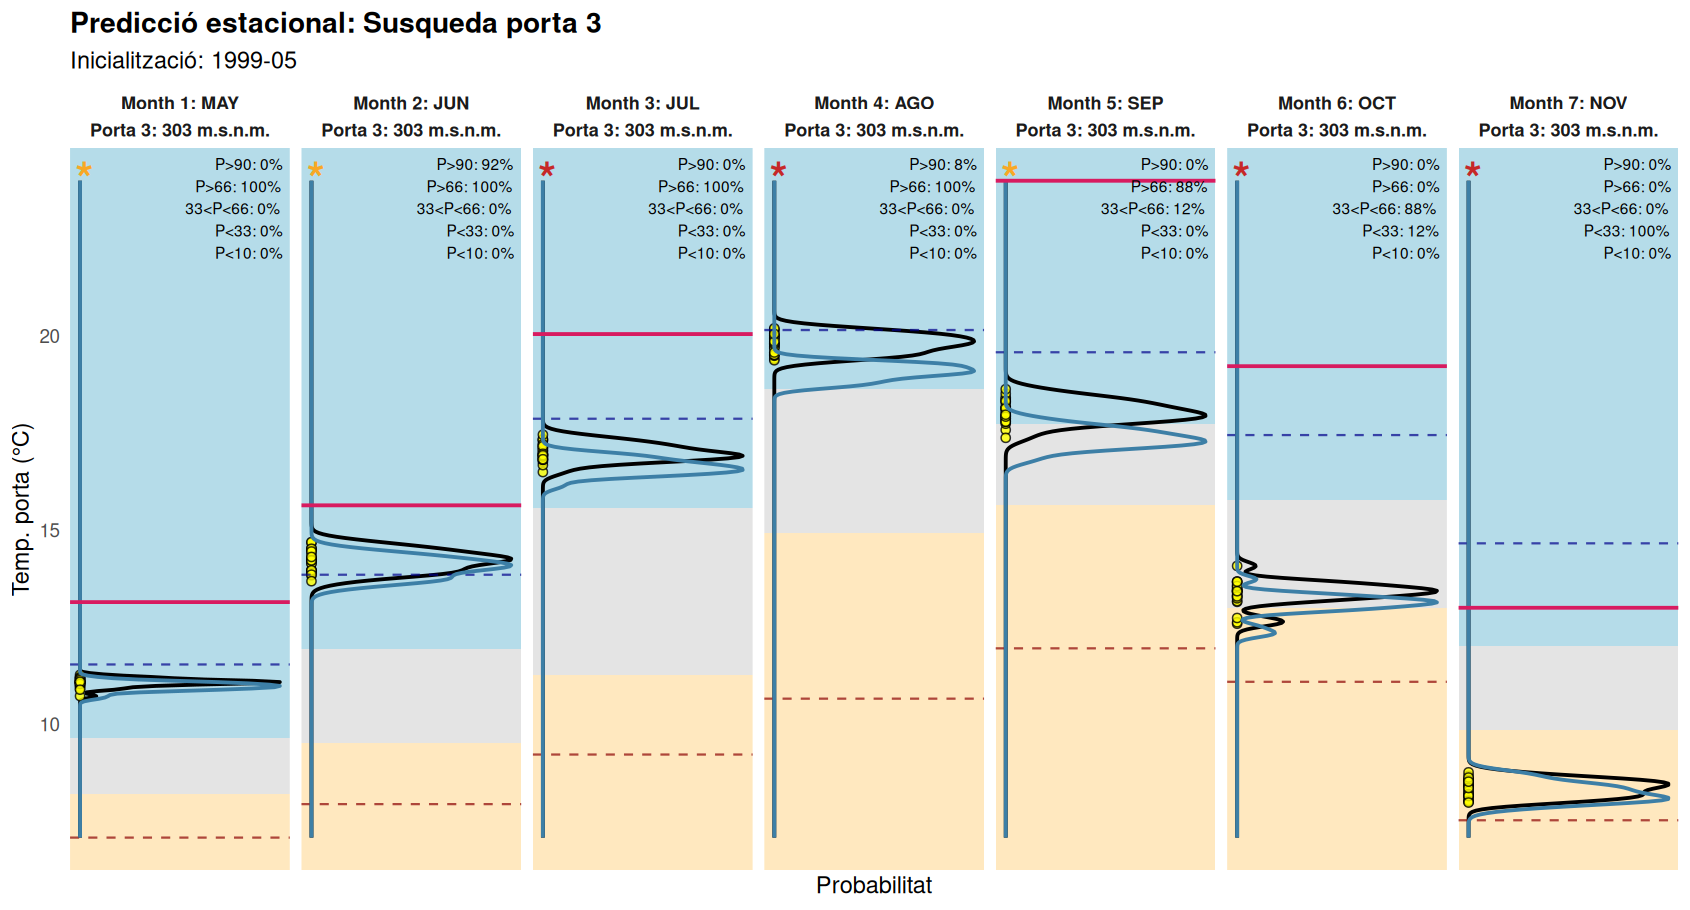 Predicció estacional: Susqueda porta 3
Inicialització: 1999-05
Month 1: MAY
Porta 3: 303 m.s.n.m.
Month 2: JUN
Porta 3: 303 m.s.n.m.
Month 3: JUL
Porta 3: 303 m.s.n.m.
Month 4: AGO
Porta 3: 303 m.s.n.m.
Month 5: SEP
Porta 3: 303 m.s.n.m.
Month 6: OCT
Porta 3: 303 m.s.n.m.
Month 7: NOV
Porta 3: 303 m.s.n.m.
*
P>90: 0%
P>66: 100%
33<P<66: 0%
P<33: 0%
P<10: 0%
*
P>90: 92%
P>66: 100%
33<P<66: 0%
P<33: 0%
P<10: 0%
*
P>90: 0%
P>66: 100%
33<P<66: 0%
P<33: 0%
P<10: 0%
*
P>90: 8%
P>66: 100%
33<P<66: 0%
P<33: 0%
P<10: 0%
*
P>90: 0%
P>66: 88%
33<P<66: 12%
P<33: 0%
P<10: 0%
*
P>90: 0%
P>66: 0%
33<P<66: 88%
P<33: 12%
P<10: 0%
*
P>90: 0%
P>66: 0%
33<P<66: 0%
P<33: 100%
P<10: 0%
Temp. porta (°C)
20
15
10
Probabilitat